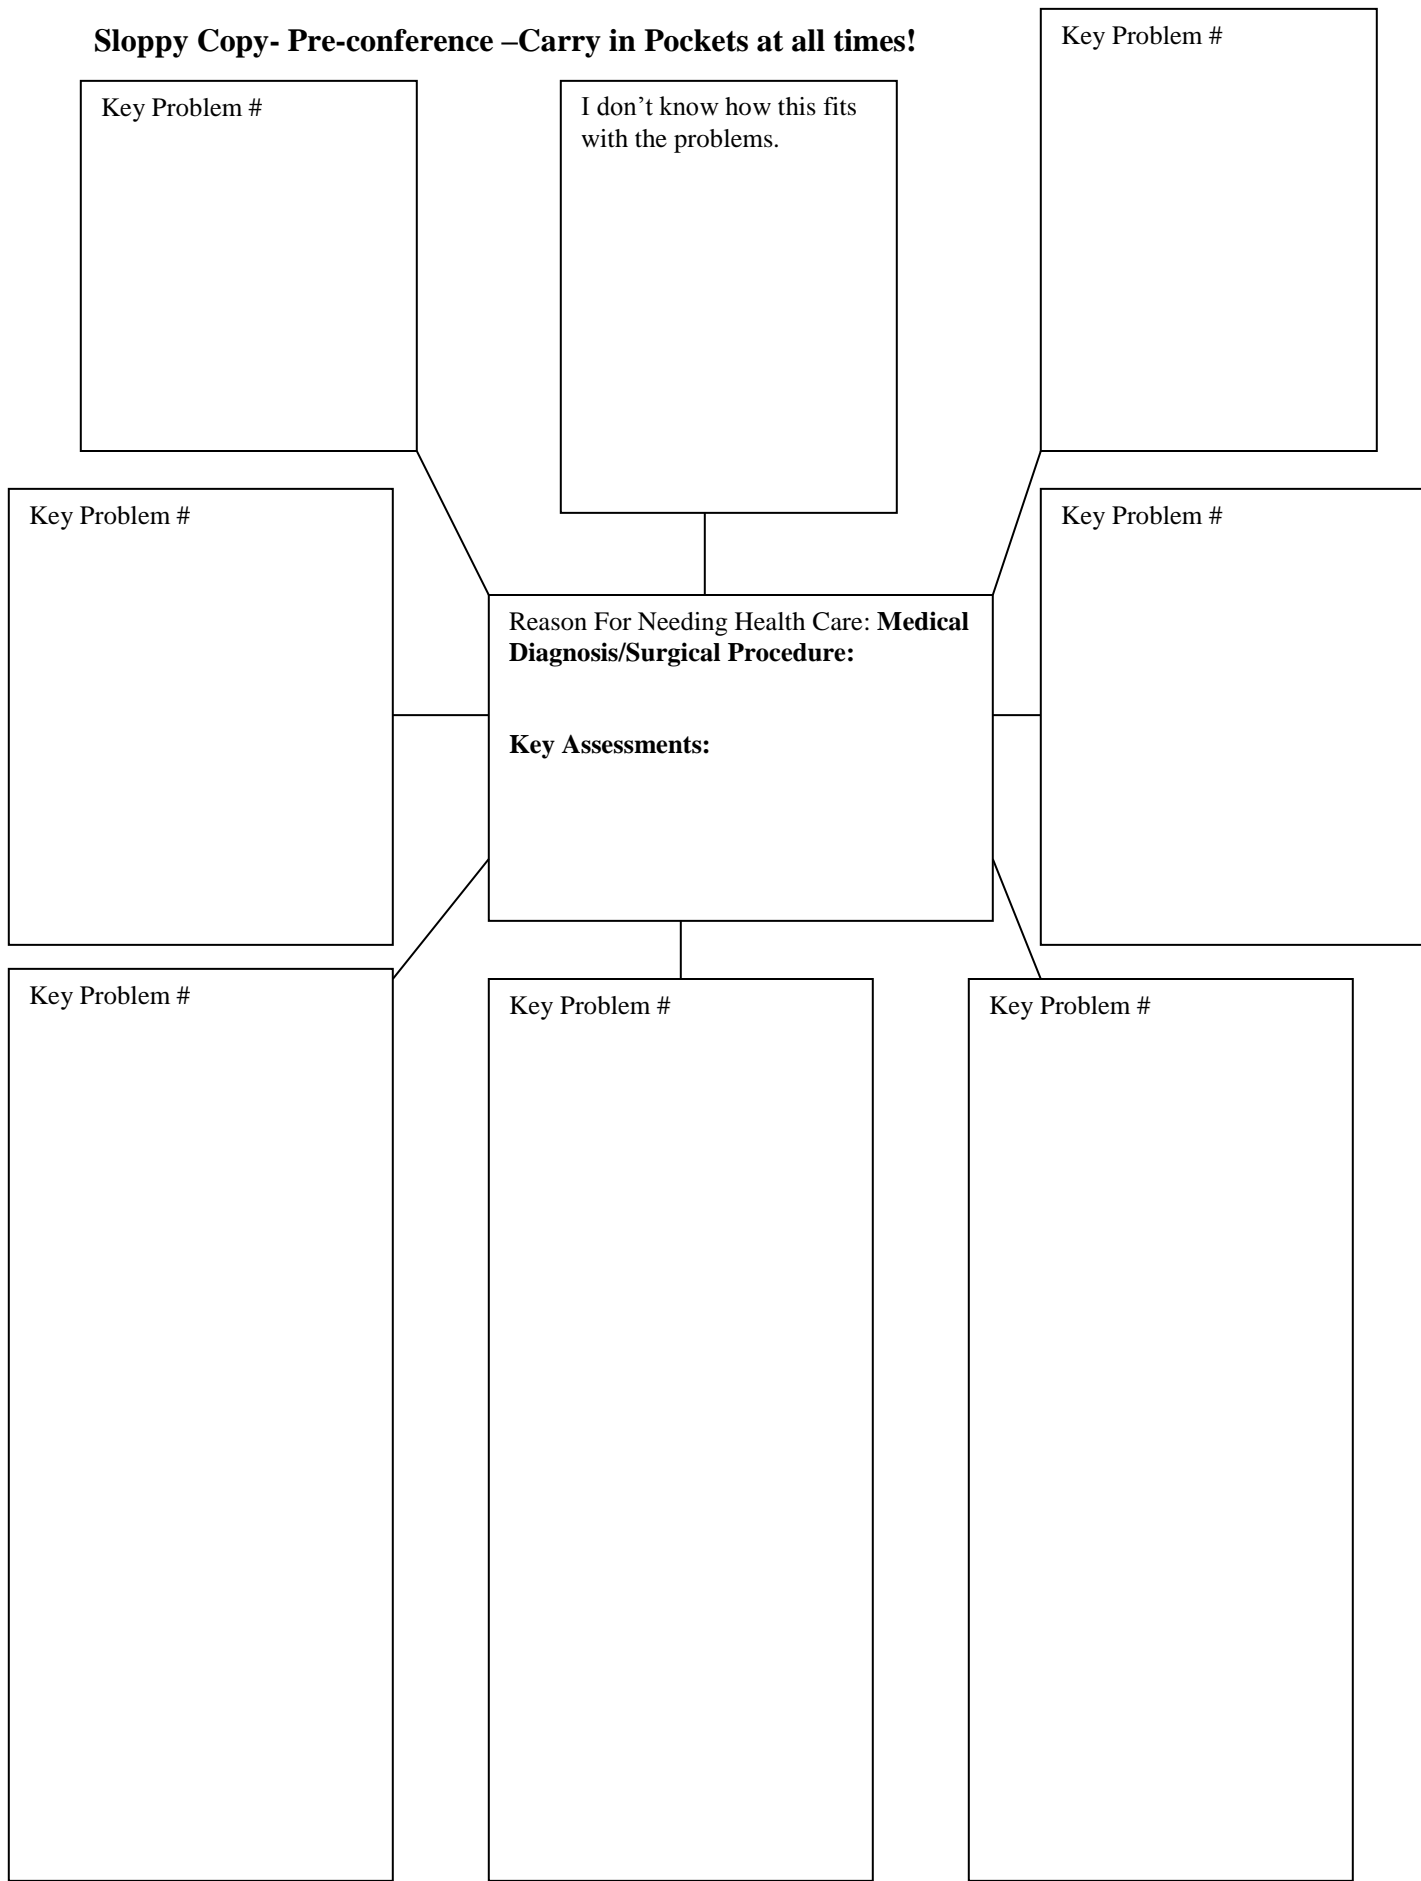 Sloppy Copy- Pre-conference –Carry in Pockets at all times!
Key Problem #
Key Problem #
I don’t know how this fits
with the problems.
Key Problem #
Key Problem #
Reason For Needing Health Care: Medical
Diagnosis/Surgical Procedure:
Key Assessments:
Key Problem #
Key Problem #
Key Problem #